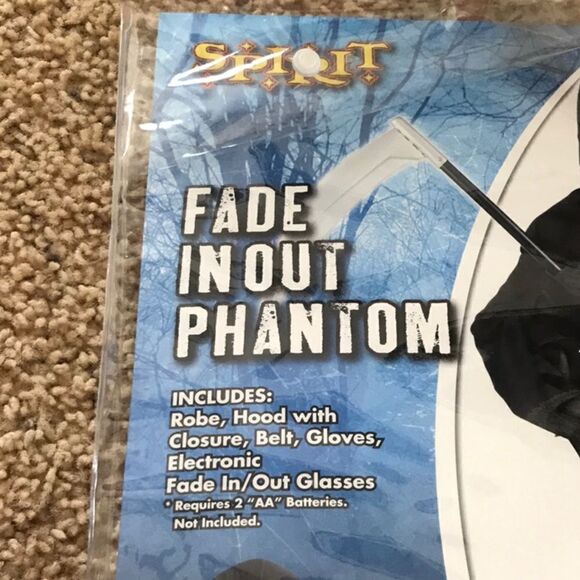 SPIRIT
FADE
IN OUT
PHANTOM
INCLUDES:
Robe, Hood with
Closure, Belt, Gloves,
Electronic
Fade In/Out Glasses
* Requires 2 "AA" Batteries.
Not Included.